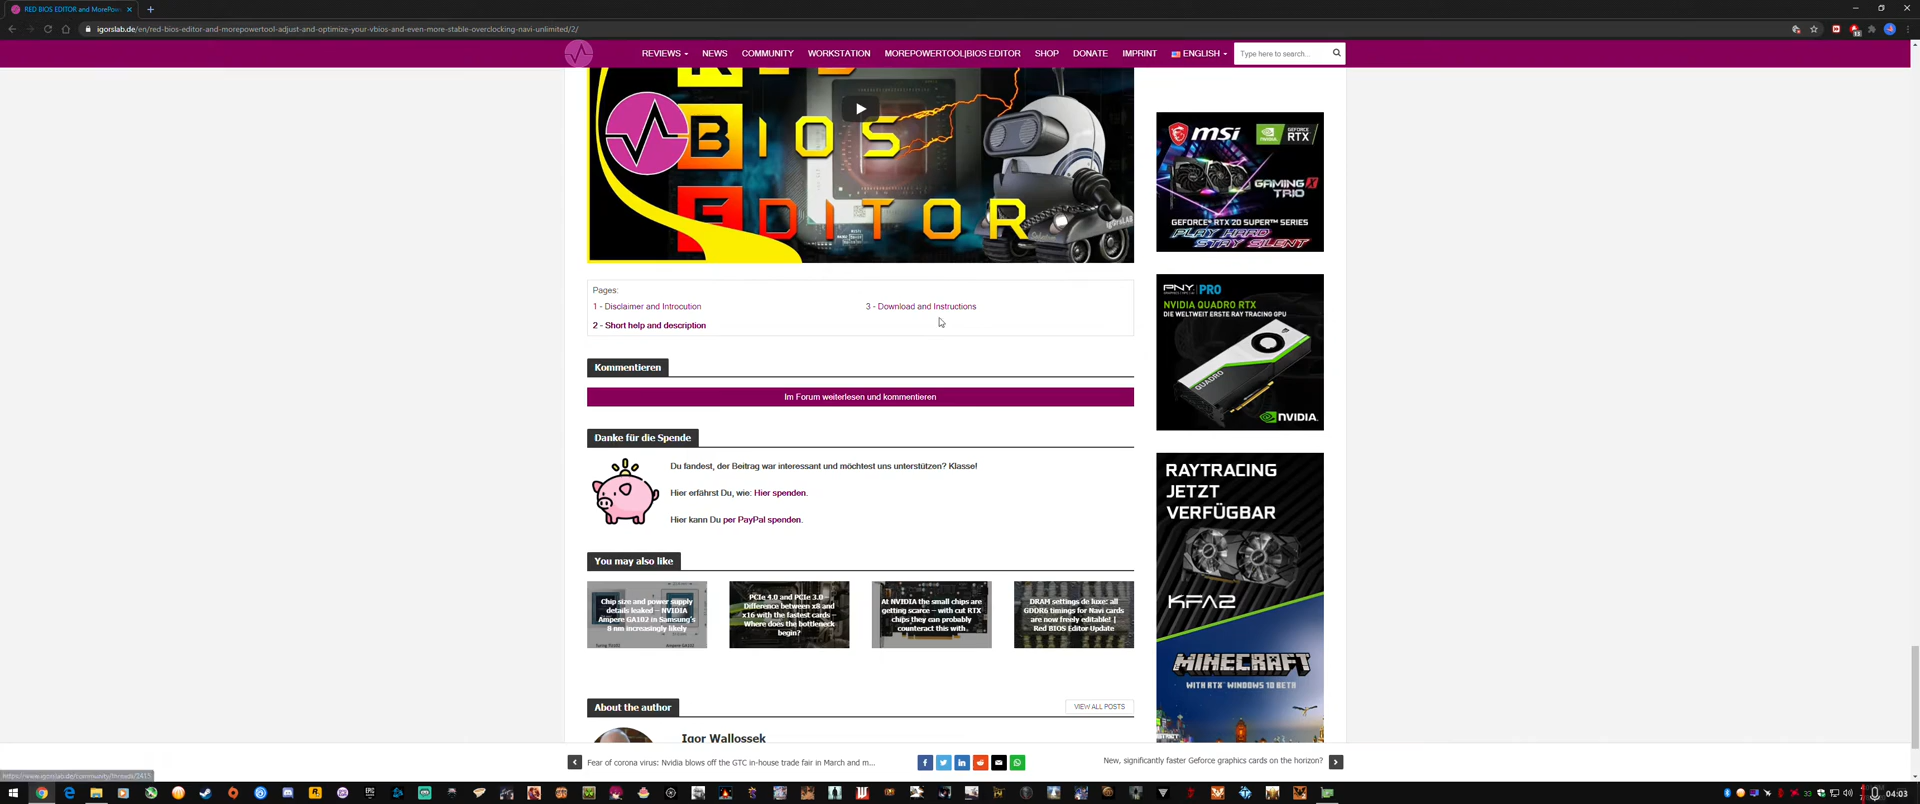 RED BIOS EDITOR and MorePow
igorslab.de/en/red-bios-editor-and-morepowertool-adjust-and-optimize-your-vbios-and-even-more-stable-overclocking-navi-unlimited/2/
REVIEWS
NEWS
COMMUNITY
WORKSTATION
MOREPOWERTOOL|BIOS EDITOR
SHOP
DONATE
IMPRINT
ENGLISH
Type here to search...
BIOS
EDITOR
Pages:
1 - Disclaimer and Introcution
3 - Download and Instructions
2 - Short help and description
Kommentieren
Im Forum weiterlesen und kommentieren
Danke für die Spende
Du fandest, der Beitrag war interessant und möchtest uns unterstützen? Klasse!
Hier erfährst Du, wie: Hier spenden.
Hier kann Du per PayPal spenden.
You may also like
Chip size and power supply
details leaked – NVIDIA
Ampere GA102 in Samsung's
8 nm increasingly likely
PCIe 4.0 and PCIe 3.0
Difference between x8 and
x16 with the fastest cards –
Where does the bottleneck
begin?
At NVIDIA the small chips are
getting scarce – with cut RTX
chips they can probably
counteract this with
DRAM settings de luxe: all
GDDR6 timings for Navi cards
are now freely editable! |
Red BIOS Editor Update
About the author
VIEW ALL POSTS
Igor Wallossek
msi
GEFORCE RTX
GAMING X
TRIO
GEFORCE RTX 20 SUPER™ SERIES
PLAY HARD
STAY SILENT
PNY PRO
NVIDIA QUADRO RTX
DIE WELTWEIT ERSTE RAY TRACING GPU
QUADRO
NVIDIA.
RAYTRACING
JETZT
VERFÜGBAR
KFA2
MINECRAFT
WITH RTX WINDOWS 10 BETA
Fear of corona virus: Nvidia blows off the GTC in-house trade fair in March and m...
New, significantly faster Geforce graphics cards on the horizon?
https://www.igorslab.de/community/threads/2415
04:03